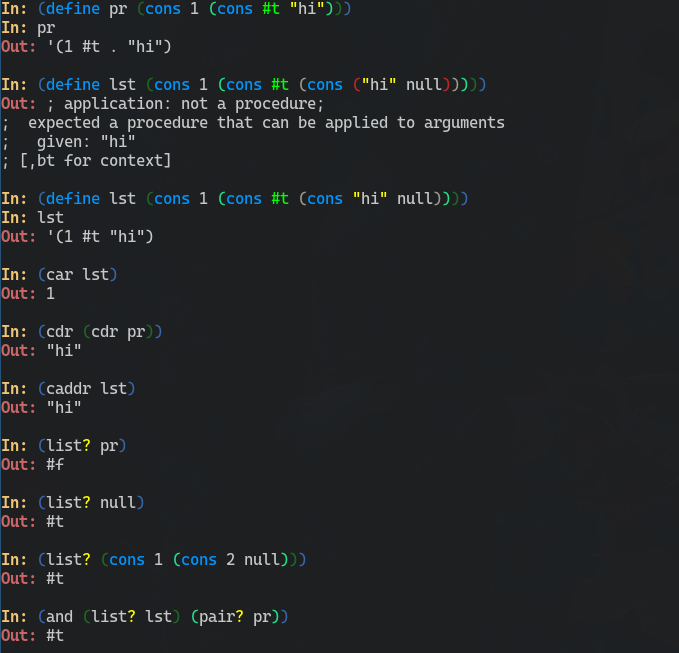 In: (define pr (cons 1 (cons #t "hi")))
In: pr
Out: '(1 #t . "hi")
In: (define lst (cons 1 (cons #t (cons ("hi" null)))))
Out: ; application: not a procedure;
;  expected a procedure that can be applied to arguments
;   given: "hi"
; [,bt for context]
In: (define lst (cons 1 (cons #t (cons "hi" null))))
In: lst
Out: '(1 #t "hi")
In: (car lst)
Out: 1
In: (cdr (cdr pr))
Out: "hi"
In: (caddr lst)
Out: "hi"
In: (list? pr)
Out: #f
In: (list? null)
Out: #t
In: (list? (cons 1 (cons 2 null)))
Out: #t
In: (and (list? lst) (pair? pr))
Out: #t